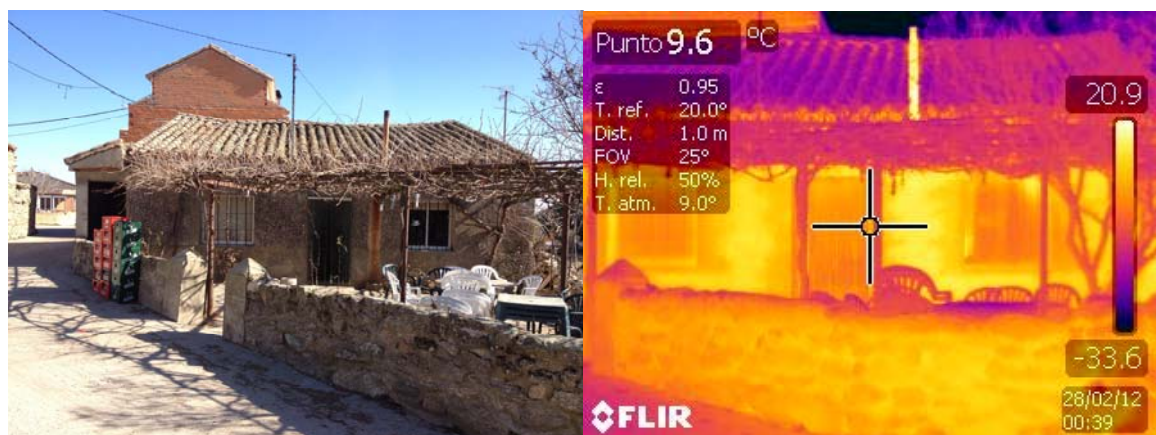 Punto 9.6 °C
ε 0.95
T. ref. 20.0°
Dist. 1.0 m
FOV 25°
H. rel. 50%
T. atm. 9.0°
20.9
-33.6
28/02/12
00:39
FLIR